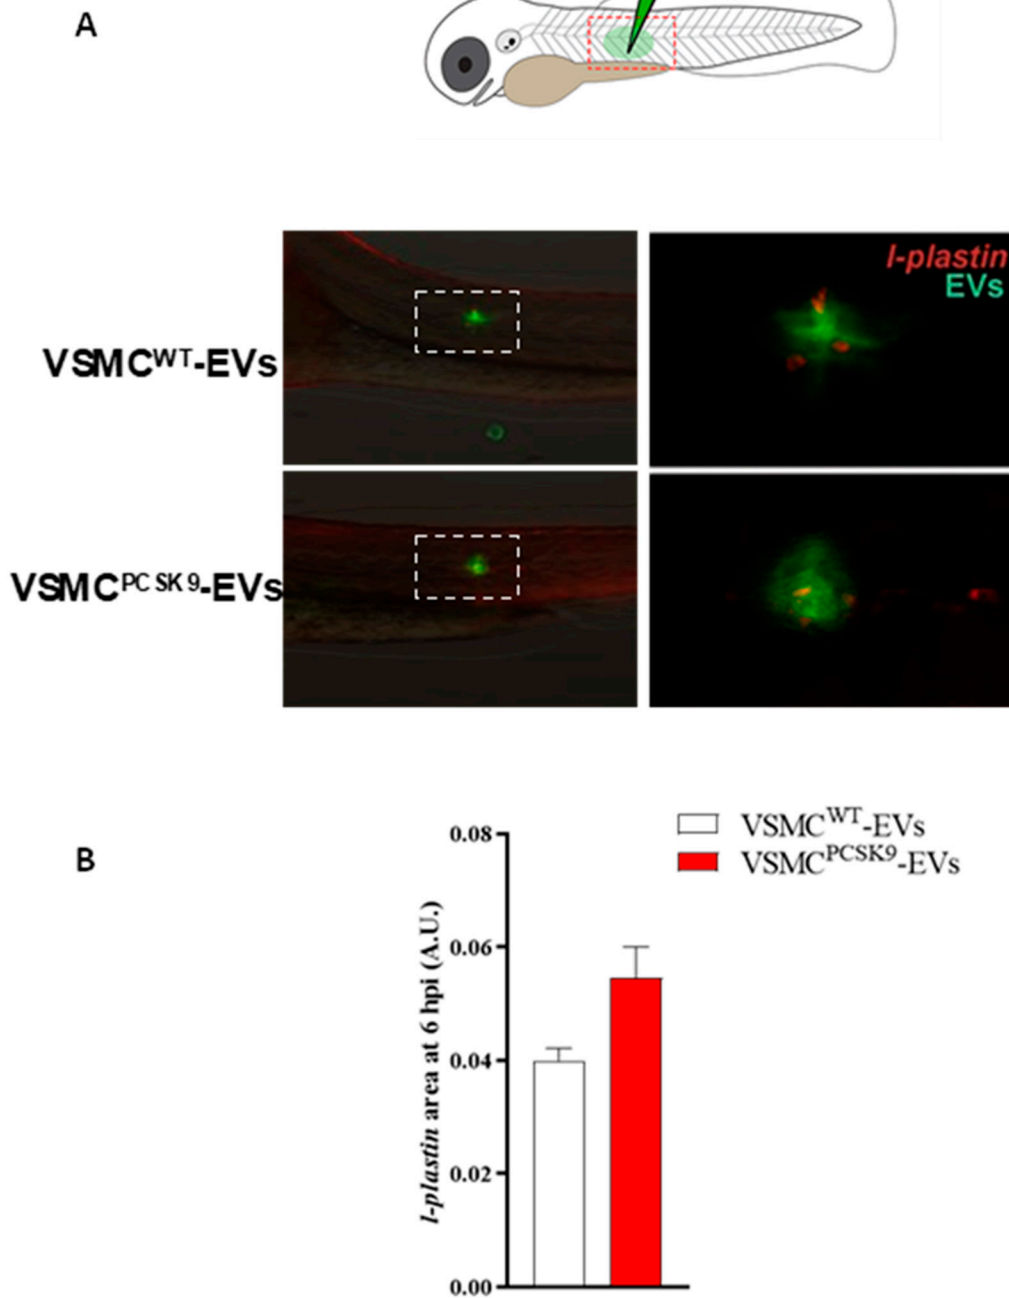 A
l-plastin
EVs
VSMCWT-EVs
VSMCPCSK9-EVs
B
VSMCWT-EVs
VSMCPCSK9-EVs
l-plastin area at 6 hpi (A.U.)
0.08
0.06
0.04
0.02
0.00